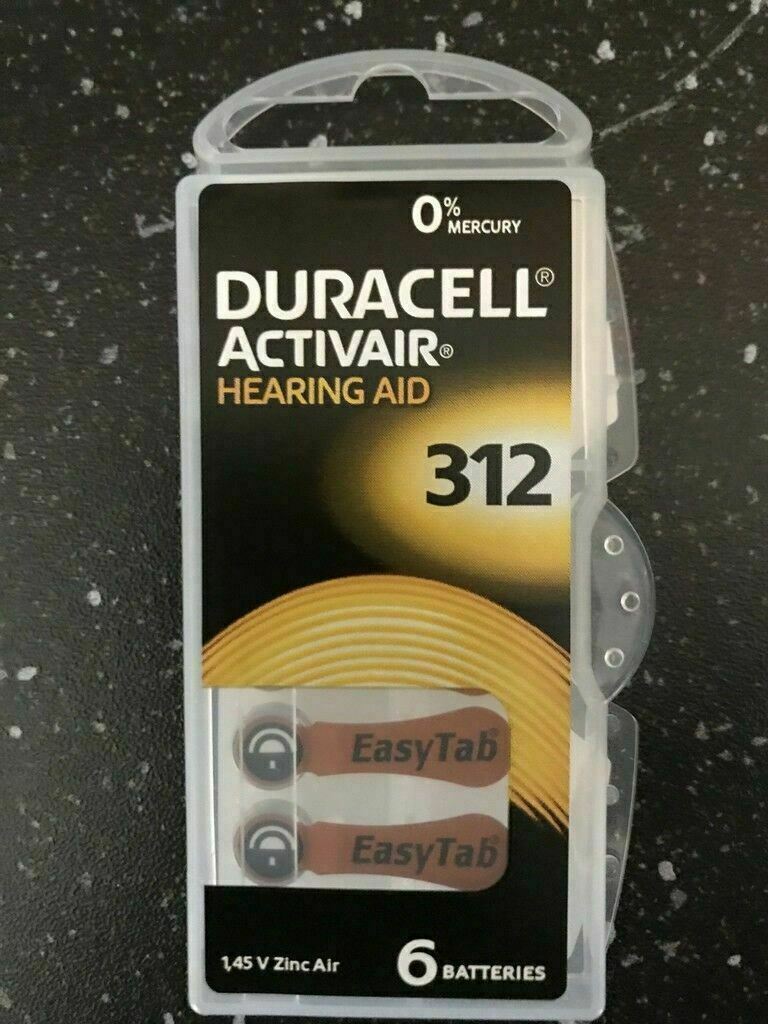 0% MERCURY
DURACELL®
ACTIVAIR®
HEARING AID
312
EasyTab®
EasyTab®
1,45 V Zinc Air
6 BATTERIES